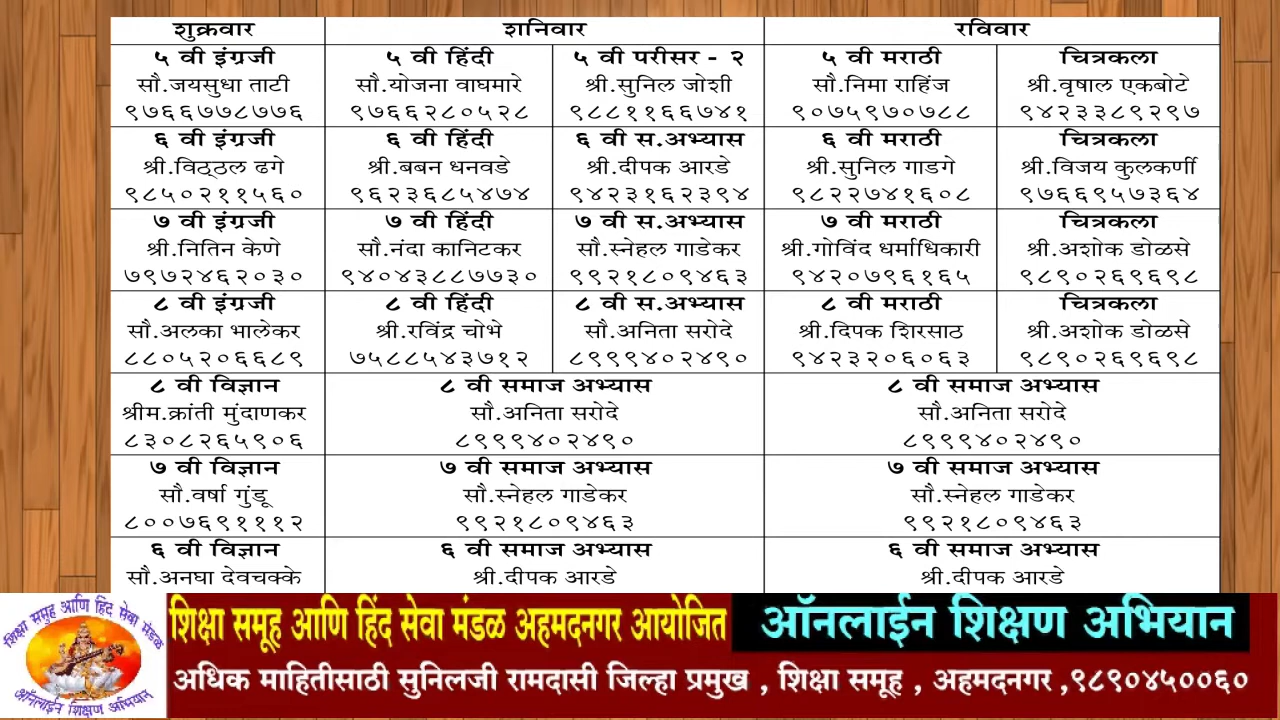 शुक्रवार शनिवार रविवार
५ वी इंग्रजी ५ वी हिंदी ५ वी परीसर - २ ५ वी मराठी चित्रकला
सौ.जयसुधा ताटी सौ.योजना वाघमारे श्री.सुनिल जोशी सौ.निमा राहिंज श्री.वृषाल एकबोटे
९७६६७७८७७६ ९७६६२८०५२८ ९८८११६६७४१ ९०७५९७०७८८ ९४२३३८९२९७
६ वी इंग्रजी ६ वी हिंदी ६ वी स.अभ्यास ६ वी मराठी चित्रकला
श्री.विठ्ठल ढगे श्री.बबन धनवडे श्री.दीपक आरडे श्री.सुनिल गाडगे श्री.विजय कुलकर्णी
९८५०२११५६० ९६२३६८५४७४ ९४२३१६२३९४ ९८२२७४१६०८ ९७६६९५७३६४
७ वी इंग्रजी ७ वी हिंदी ७ वी स.अभ्यास ७ वी मराठी चित्रकला
श्री.नितिन केणे सौ.नंदा कानिटकर सौ.स्नेहल गाडेकर श्री.गोविंद धर्माधिकारी श्री.अशोक डोळसे
७९७२४६२०३० ९४०४३८८७७३० ९९२१८०९४६३ ९४२०७९६१६५ ९८९०२६९६९८
८ वी इंग्रजी ८ वी हिंदी ८ वी स.अभ्यास ८ वी मराठी चित्रकला
सौ.अलका भालेकर श्री.रविंद्र चोभे सौ.अनिता सरोदे श्री.दिपक शिरसाठ श्री.अशोक डोळसे
८८०५२०६६८९ ७५८८५४३७१२ ८९९९४०२४९० ९४२३२०६०६३ ९८९०२६९६९८
८ वी विज्ञान ८ वी समाज अभ्यास ८ वी समाज अभ्यास
श्रीम.क्रांती मुंदाणकर सौ.अनिता सरोदे सौ.अनिता सरोदे
८३०८२६५९०६ ८९९९४०२४९० ८९९९४०२४९०
७ वी विज्ञान ७ वी समाज अभ्यास ७ वी समाज अभ्यास
सौ.वर्षा गुंडू सौ.स्नेहल गाडेकर सौ.स्नेहल गाडेकर
८००७६९१११२ ९९२१८०९४६३ ९९२१८०९४६३
६ वी विज्ञान ६ वी समाज अभ्यास ६ वी समाज अभ्यास
सौ.अनघा देवचक्के श्री.दीपक आरडे श्री.दीपक आरडे
शिक्षा समूह आणि हिंद सेवा मंडळ
ऑनलाईन शिक्षण अभियान
शिक्षा समूह आणि हिंद सेवा मंडळ अहमदनगर आयोजित ऑनलाईन शिक्षण अभियान
अधिक माहितीसाठी सुनिलजी रामदासी जिल्हा प्रमुख , शिक्षा समूह , अहमदनगर ,९८९०४५००६०